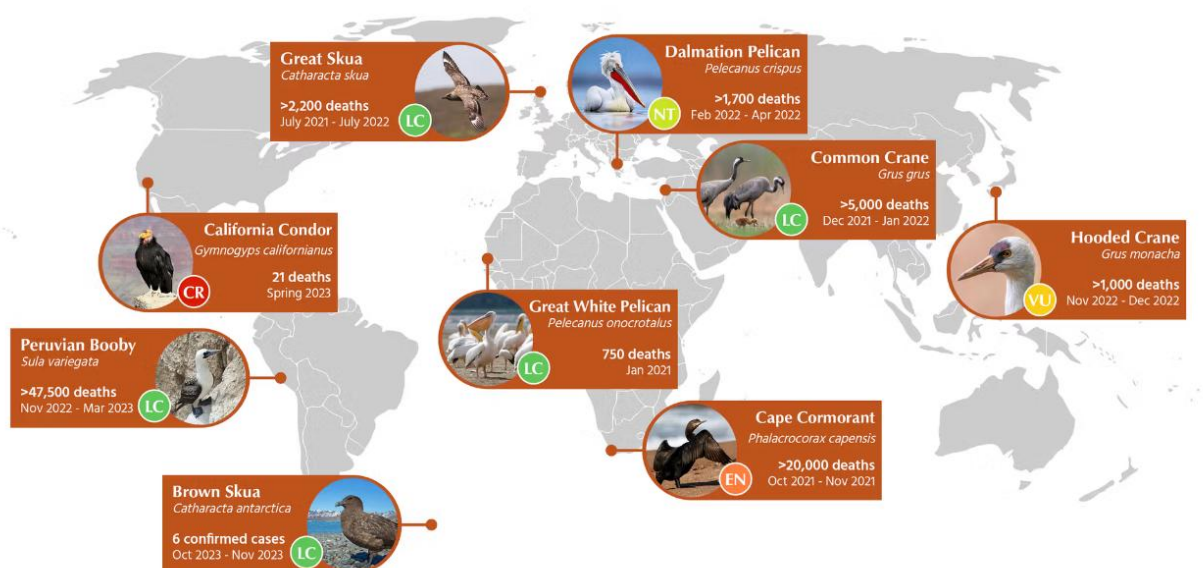 Great Skua
Catharacta skua
>2,200 deaths
July 2021 - July 2022
LC
Dalmation Pelican
Pelecanus crispus
>1,700 deaths
Feb 2022 - Apr 2022
NT
Common Crane
Grus grus
>5,000 deaths
Dec 2021 - Jan 2022
LC
California Condor
Gymnogyps californianus
21 deaths
Spring 2023
CR
Hooded Crane
Grus monacha
>1,000 deaths
Nov 2022 - Dec 2022
VU
Great White Pelican
Pelecanus onocrotalus
750 deaths
Jan 2021
LC
Peruvian Booby
Sula variegata
>47,500 deaths
Nov 2022 - Mar 2023
LC
Cape Cormorant
Phalacrocorax capensis
>20,000 deaths
Oct 2021 - Nov 2021
EN
Brown Skua
Catharacta antarctica
6 confirmed cases
Oct 2023 - Nov 2023
LC